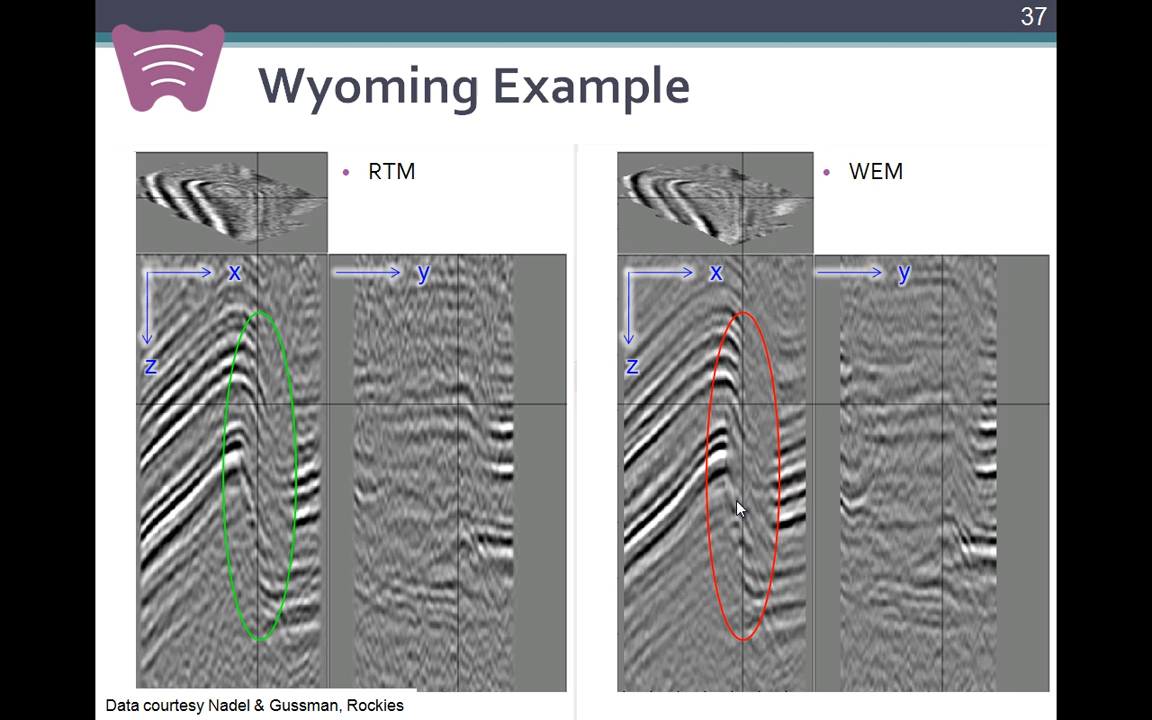 37
Wyoming Example
• RTM
• WEM
x
y
z
x
y
z
Data courtesy Nadel & Gussman, Rockies